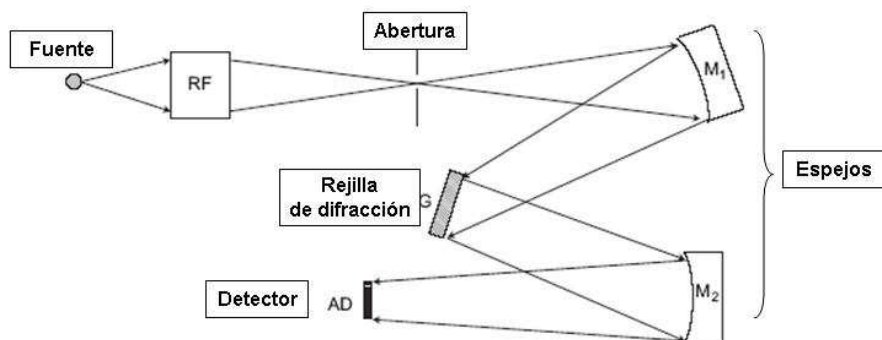 Fuente
Abertura
RF
M1
Rejilla
de difracción
G
Espejos
Detector
AD
M2